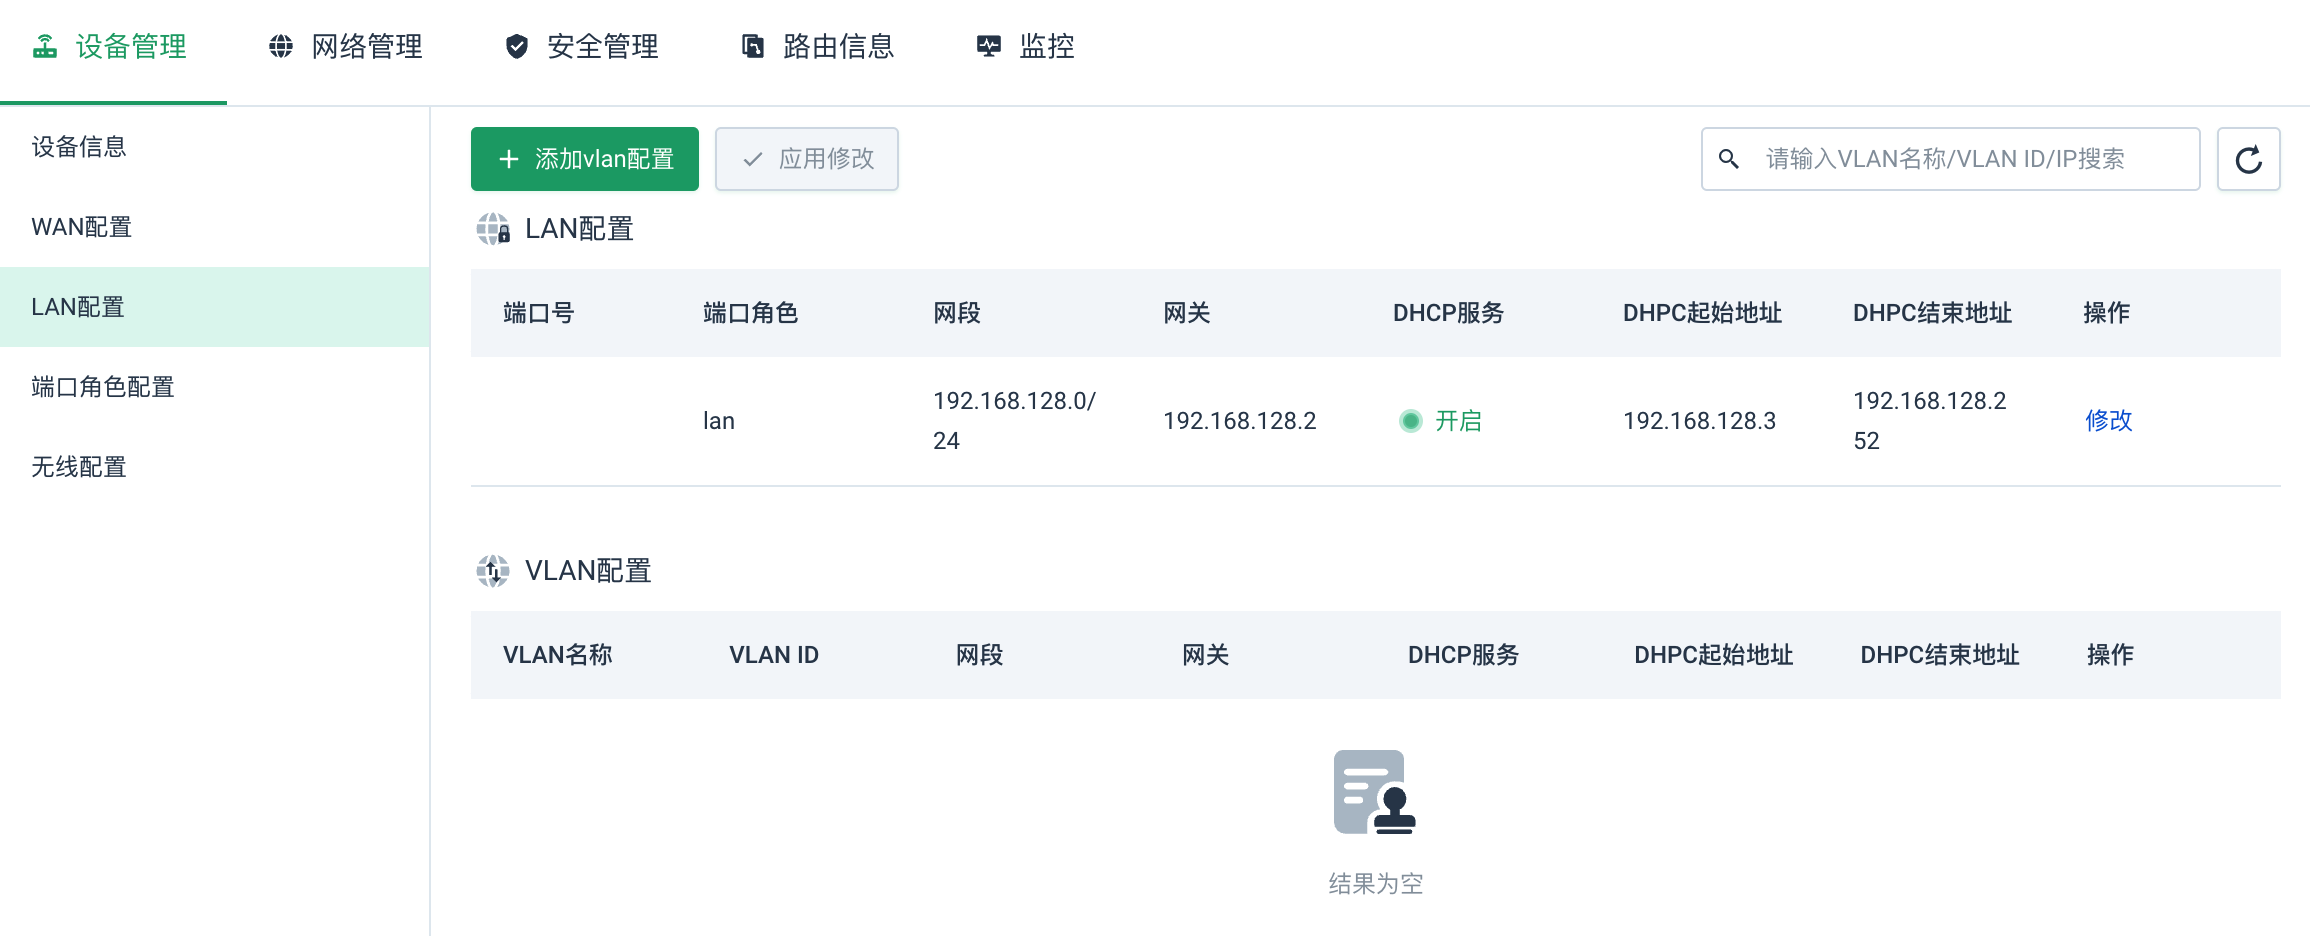 设备管理
网络管理
安全管理
路由信息
监控
设备信息
WAN配置
LAN配置
端口角色配置
无线配置
添加vlan配置
应用修改
请输入VLAN名称/VLAN ID/IP搜索
LAN配置
端口号 端口角色 网段 网关 DHCP服务 DHPC起始地址 DHPC结束地址 操作
lan 192.168.128.0/ 192.168.128.2 开启 192.168.128.3 192.168.128.2 修改
24 52
VLAN配置
VLAN名称 VLAN ID 网段 网关 DHCP服务 DHPC起始地址 DHPC结束地址 操作
结果为空